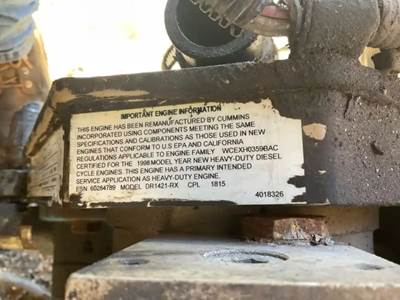 IMPORTANT ENGINE INFORMATION
THIS ENGINE HAS BEEN REMANUFACTURED BY CUMMINS
INCORPORATED USING COMPONENTS MEETING THE SAME
SPECIFICATIONS AND CALIBRATIONS AS THOSE USED IN NEW
ENGINES THAT CONFORM TO U.S EPA AND CALIFORNIA
REGULATIONS APPLICABLE TO ENGINE FAMILY WCEXH0359BAC
CERTIFIED FOR THE 1998 MODEL YEAR NEW HEAVY-DUTY DIESEL
CYCLE ENGINES. THIS ENGINE HAS A PRIMARY INTENDED
SERVICE APPLICATION AS HEAVY-DUTY ENGINE.
ESN 60284789 MODEL DR1421-RX CPL 1815
4018326